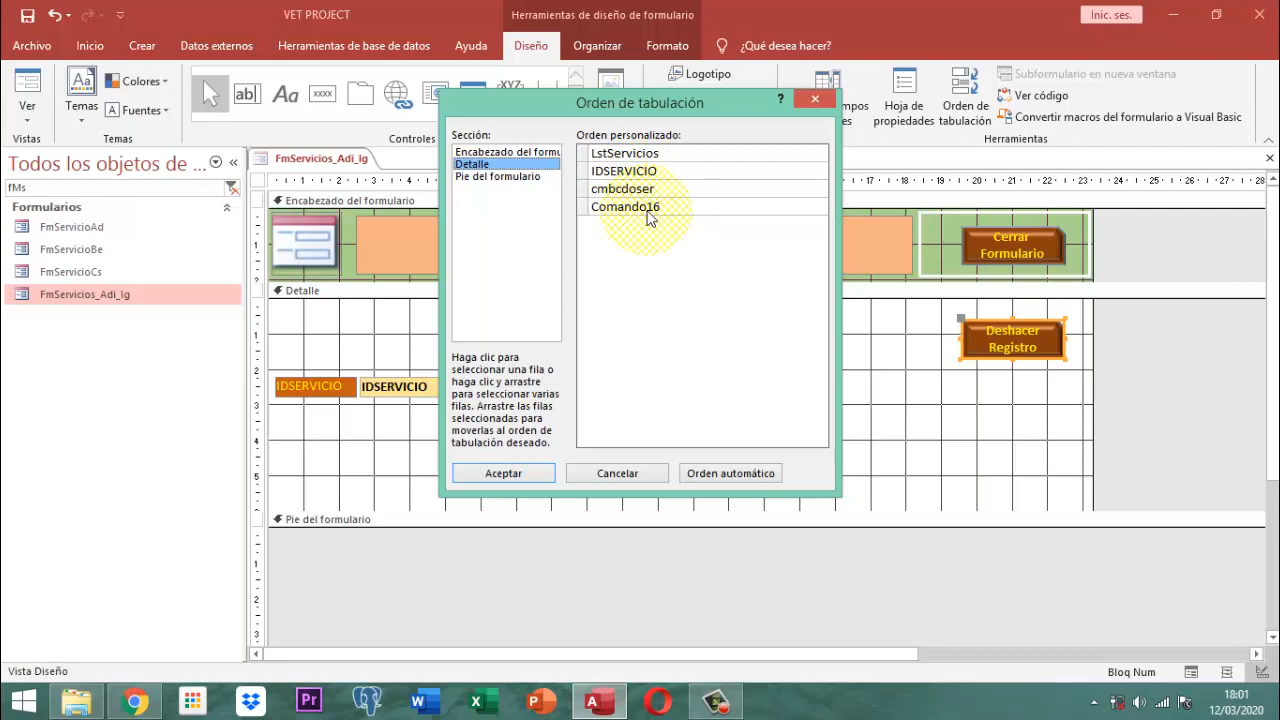 VET PROJECT
Herramientas de diseño de formulario
Inic. ses.
Archivo
Inicio
Crear
Datos externos
Herramientas de base de datos
Ayuda
Diseño
Organizar
Formato
¿Qué desea hacer?
Ver
Vistas
Aa
Temas
Colores
Fuentes
Temas
ab|
Aa
xxxx
XYZ
Controles
Logotipo
Hoja de
propiedades
Orden de
tabulación
Subformulario en nueva ventana
Ver código
Convertir macros del formulario a Visual Basic
Herramientas
Todos los objetos de ...
fMs
Formularios
FmServicioAd
FmServicioBe
FmServicioCs
FmServicios_Adi_Ig
FmServicios_Adi_Ig
Encabezado del formulario
Cerrar
Formulario
Detalle
Deshacer
Registro
IDSERVICIO
IDSERVICIO
Pie del formulario
Orden de tabulación
Sección:
Encabezado del formu
Detalle
Pie del formulario
Orden personalizado:
LstServicios
IDSERVICIO
cmbcdoser
Comando16
Haga clic para
seleccionar una fila o
haga clic y arrastre
para seleccionar varias
filas. Arrastre las filas
seleccionadas para
moverlas al orden de
tabulación deseado.
Aceptar
Cancelar
Orden automático
Vista Diseño
Bloq Num
18:01
12/03/2020